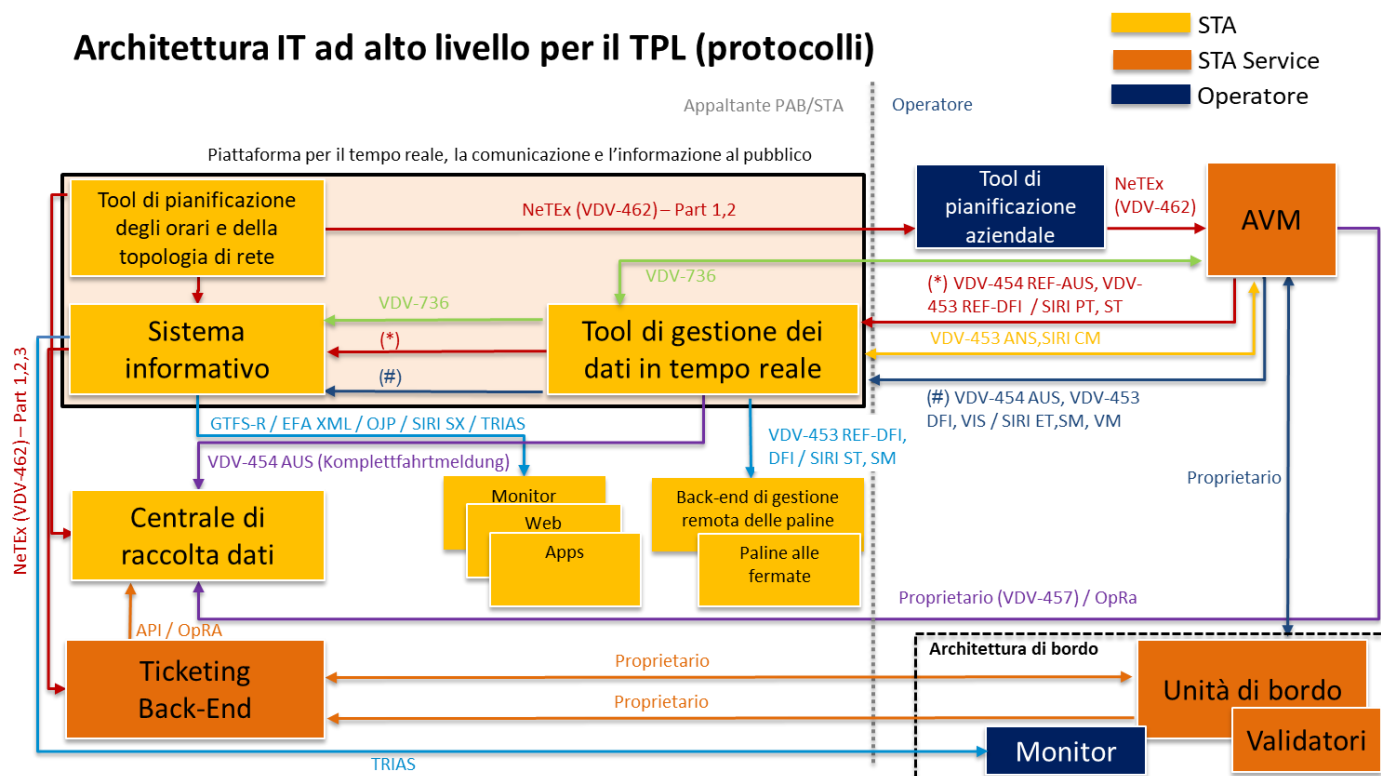 Architettura IT ad alto livello per il TPL (protocolli)
STA
STA Service
Operatore
Appaltante PAB/STA
Operatore
Piattaforma per il tempo reale, la comunicazione e l'informazione al pubblico
Tool di pianificazione
degli orari e della
topologia di rete
NeTEx (VDV-462) – Part 1,2
Tool di
pianificazione
aziendale
NeTEx
(VDV-462)
AVM
VDV-736
VDV-736
(*) VDV-454 REF-AUS, VDV-
453 REF-DFI / SIRI PT, ST
Sistema
informativo
(*)
(#)
Tool di gestione dei
dati in tempo reale
VDV-453 ANS,SIRI CM
(#) VDV-454 AUS, VDV-453
DFI, VIS / SIRI ET,SM, VM
GTFS-R / EFA XML / OJP / SIRI SX / TRIAS
VDV-454 AUS (Komplettfahrtmeldung)
VDV-453 REF-DFI,
DFI / SIRI ST, SM
NeTEx (VDV-462) – Part 1,2,3
Proprietario
Centrale di
raccolta dati
Monitor
Web
Apps
Back-end di gestione
remota delle paline
Paline alle
fermate
Proprietario (VDV-457) / OpRa
API / OpRA
Ticketing
Back-End
Proprietario
Proprietario
Architettura di bordo
Unità di bordo
Validatori
Monitor
TRIAS